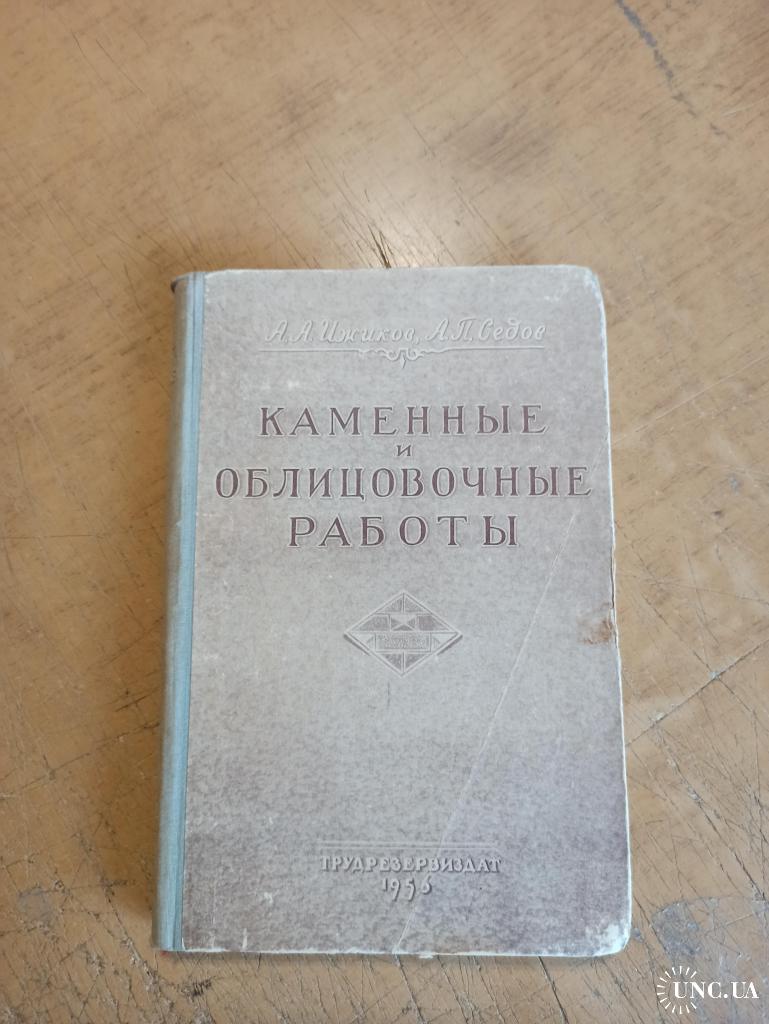 А. А. Ижиков, А. П. Седов
КАМЕННЫЕ
и
ОБЛИЦОВОЧНЫЕ
РАБОТЫ
ТРУДРЕЗЕРВИЗДАТ
1956
UNC.UA